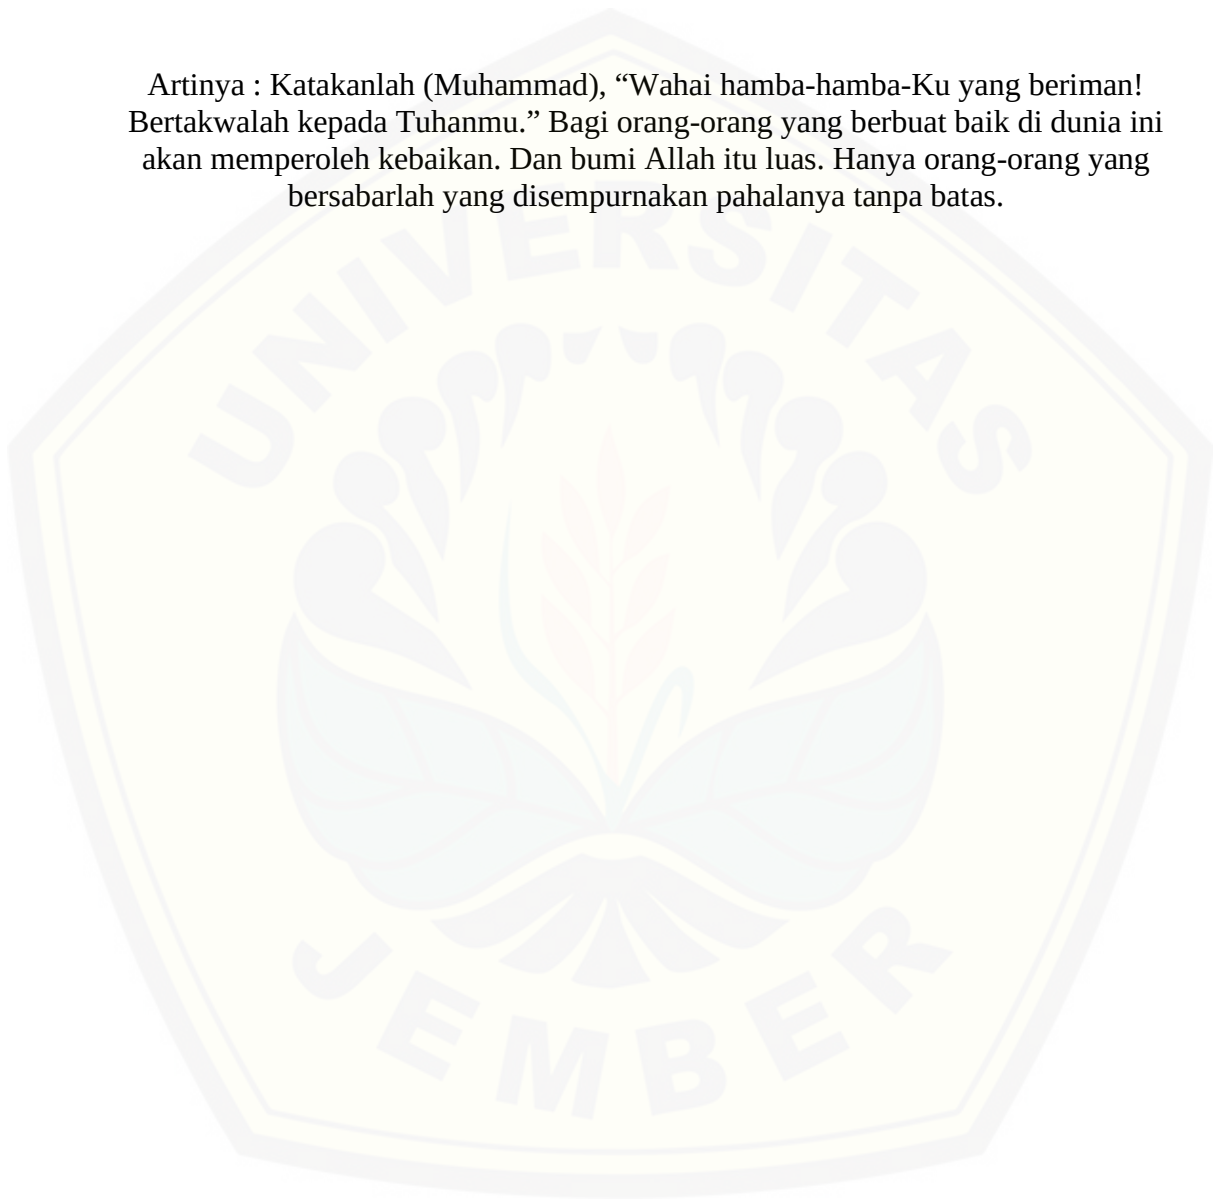 Artinya : Katakanlah (Muhammad), “Wahai hamba-hamba-Ku yang beriman!
Bertakwalah kepada Tuhanmu.” Bagi orang-orang yang berbuat baik di dunia ini
akan memperoleh kebaikan. Dan bumi Allah itu luas. Hanya orang-orang yang
bersabarlah yang disempurnakan pahalanya tanpa batas.
UNIVERSITAS
JEMBER